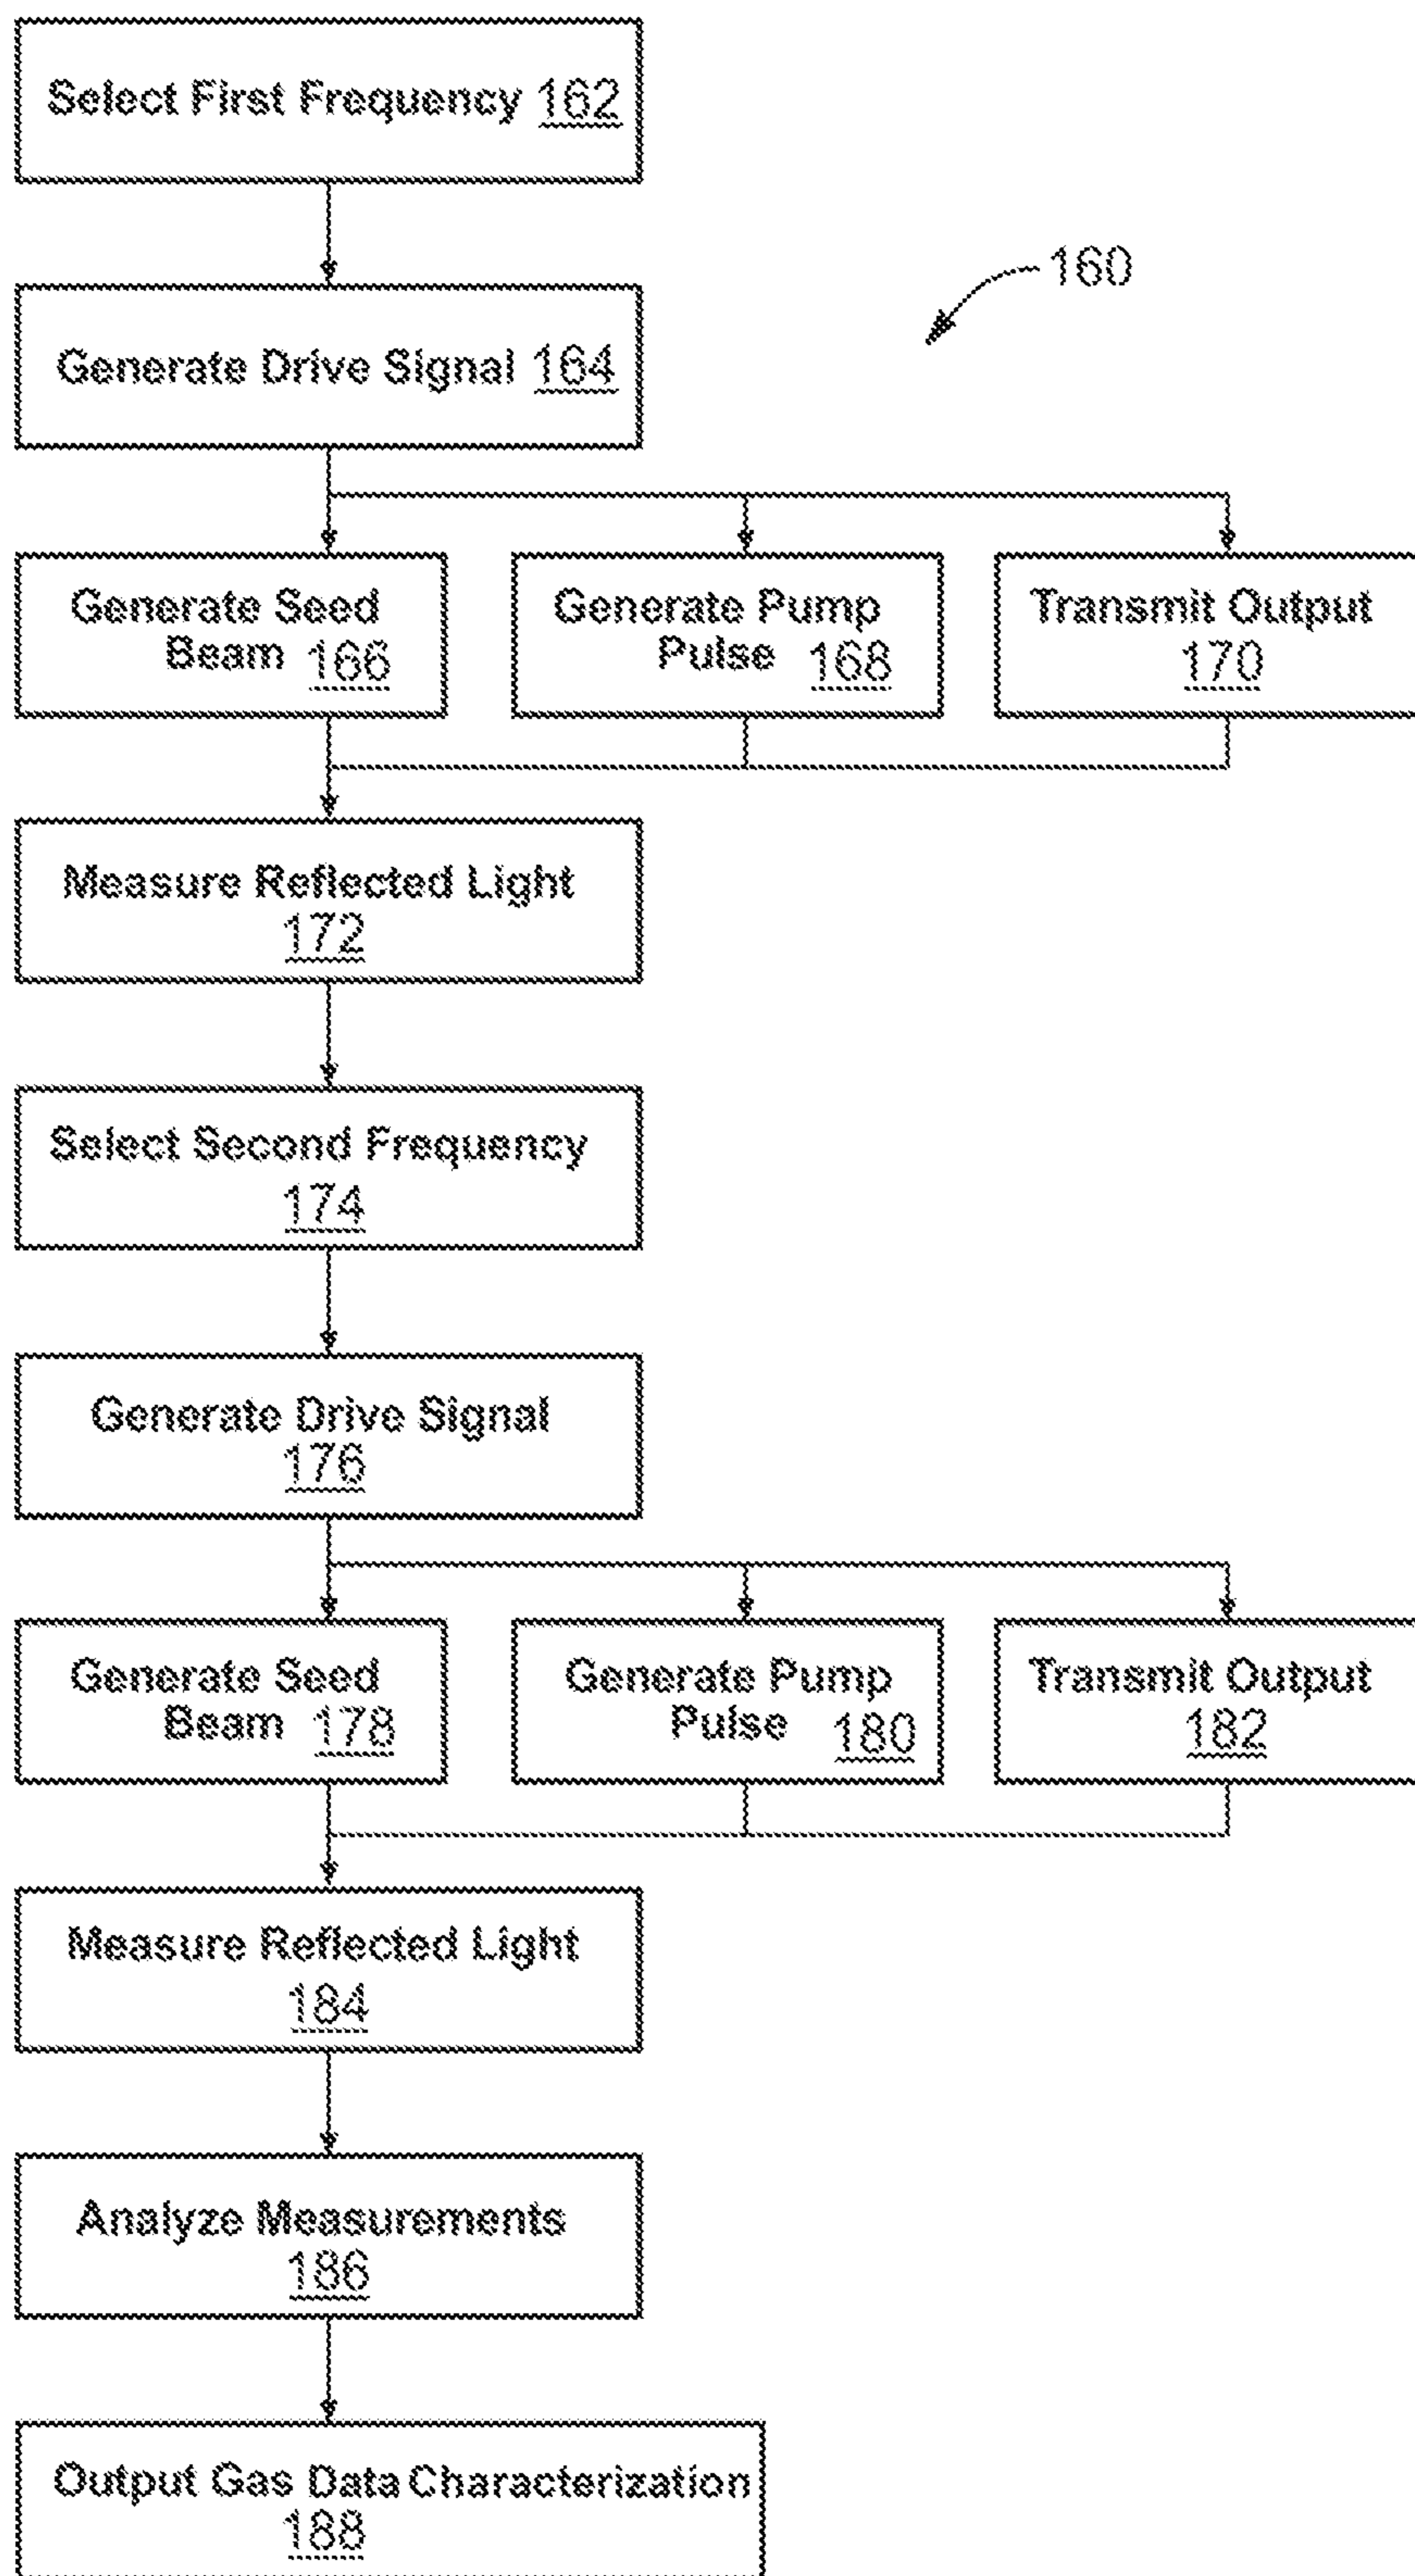 Select First Frequency 162
160
Generate Drive Signal 164
Generate Seed
Beam 166
Generate Pump
Pulse 168
Transmit Output
170
Measure Reflected Light
172
Select Second Frequency
174
Generate Drive Signal
176
Generate Seed
Beam 178
Generate Pump
Pulse 180
Transmit Output
182
Measure Reflected Light
184
Analyze Measurements
186
Output Gas Data Characterization
188